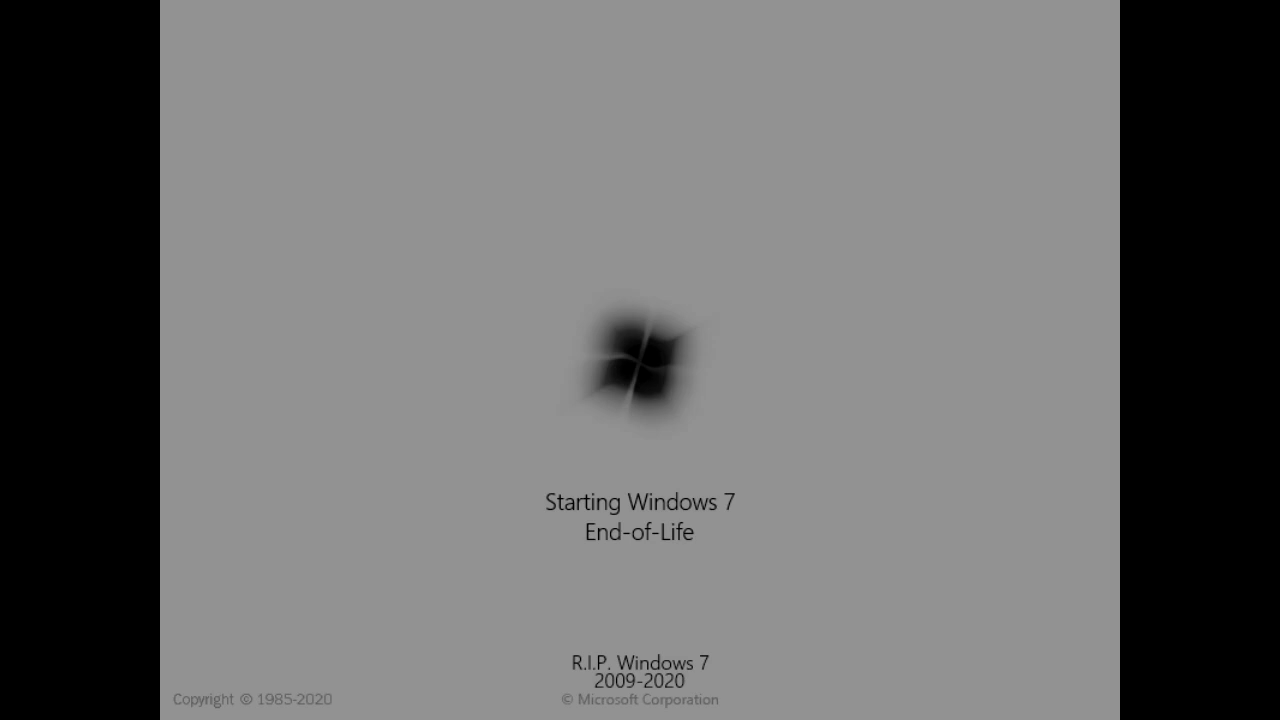 Starting Windows 7
End-of-Life
R.I.P. Windows 7
2009-2020
Copyright © 1985-2020
© Microsoft Corporation